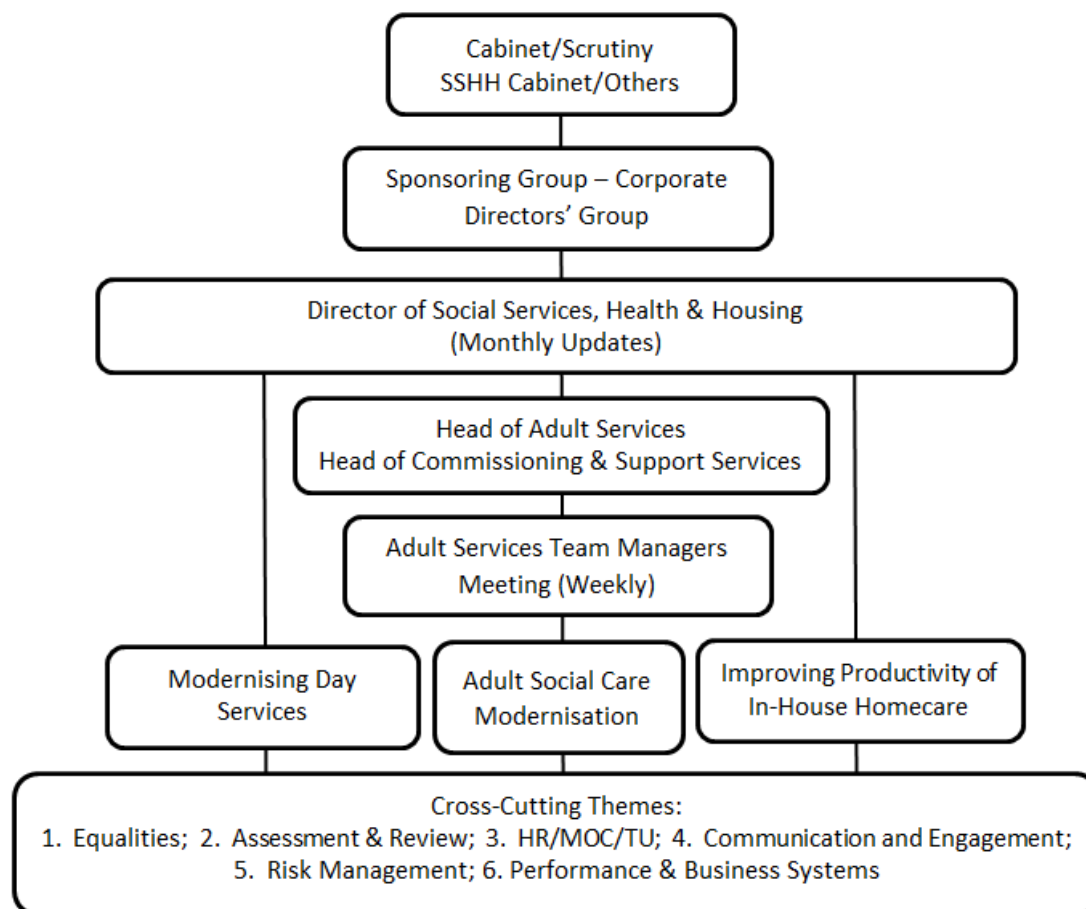 Cabinet/Scrutiny
SSHH Cabinet/Others
Sponsoring Group – Corporate
Directors’ Group
Director of Social Services, Health & Housing
(Monthly Updates)
Head of Adult Services
Head of Commissioning & Support Services
Adult Services Team Managers
Meeting (Weekly)
Modernising Day
Services
Adult Social Care
Modernisation
Improving Productivity of
In-House Homecare
Cross-Cutting Themes:
1. Equalities; 2. Assessment & Review; 3. HR/MOC/TU; 4. Communication and Engagement;
5. Risk Management; 6. Performance & Business Systems